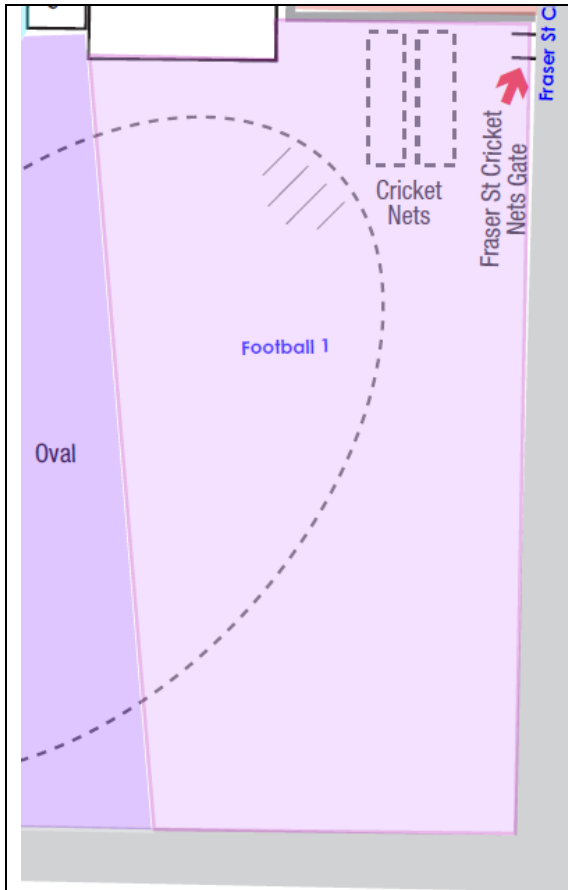 Fraser St C
Cricket
Nets
Fraser St Cricket
Nets Gate
Football 1
Oval